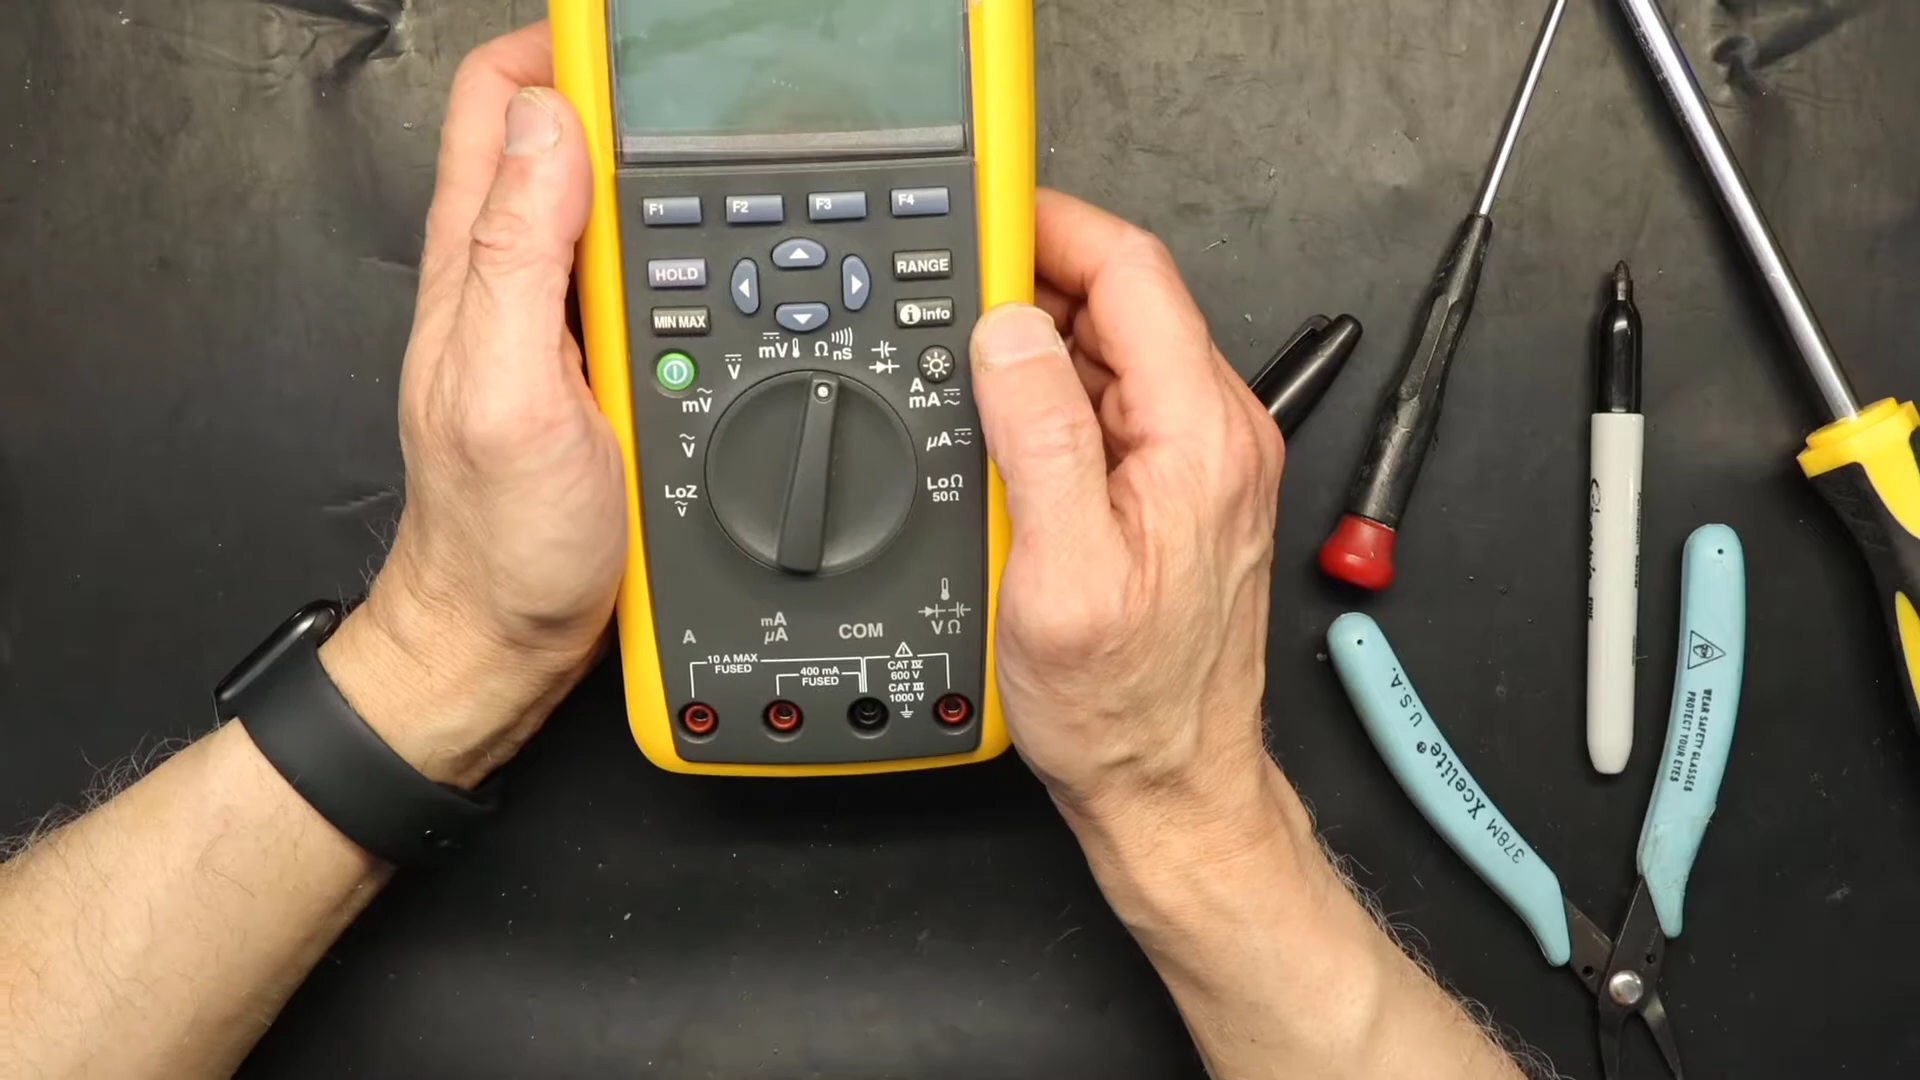 F1
F2
F3
F4
HOLD
RANGE
MIN MAX
i info
mV
Ω
nS
V
mV
A
mA
V
µA
LoZ
V
LoΩ
50Ω
A
mA
µA
COM
V Ω
10 A MAX
FUSED
400 mA
FUSED
CAT IV
600 V
CAT III
1000 V
378M Xcelite® U.S.A.
WEAR SAFETY GLASSES
PROTECT YOUR EYES
Sharpie